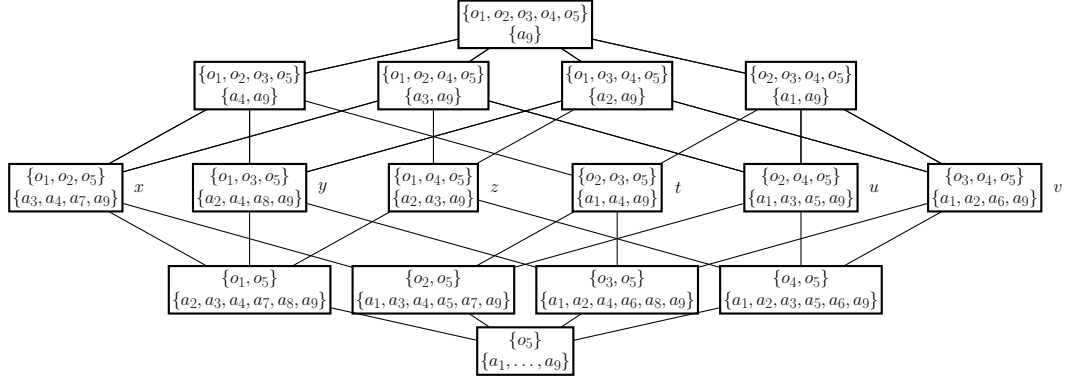 {o₁, o₂, o₃, o₄, o₅}
{a₉}
{o₁, o₂, o₃, o₅}
{a₄, a₉}
{o₁, o₂, o₄, o₅}
{a₃, a₉}
{o₁, o₃, o₄, o₅}
{a₂, a₉}
{o₂, o₃, o₄, o₅}
{a₁, a₉}
{o₁, o₂, o₅}
{a₃, a₄, a₇, a₉}
x
{o₁, o₃, o₅}
{a₂, a₄, a₈, a₉}
y
{o₁, o₄, o₅}
{a₂, a₃, a₉}
z
{o₂, o₃, o₅}
{a₁, a₄, a₉}
t
{o₂, o₄, o₅}
{a₁, a₃, a₅, a₉}
u
{o₃, o₄, o₅}
{a₁, a₂, a₆, a₉}
v
{o₁, o₅}
{a₂, a₃, a₄, a₇, a₈, a₉}
{o₂, o₅}
{a₁, a₃, a₄, a₅, a₇, a₉}
{o₃, o₅}
{a₁, a₂, a₄, a₆, a₈, a₉}
{o₄, o₅}
{a₁, a₂, a₃, a₅, a₆, a₉}
{o₅}
{a₁, . . . , a₉}